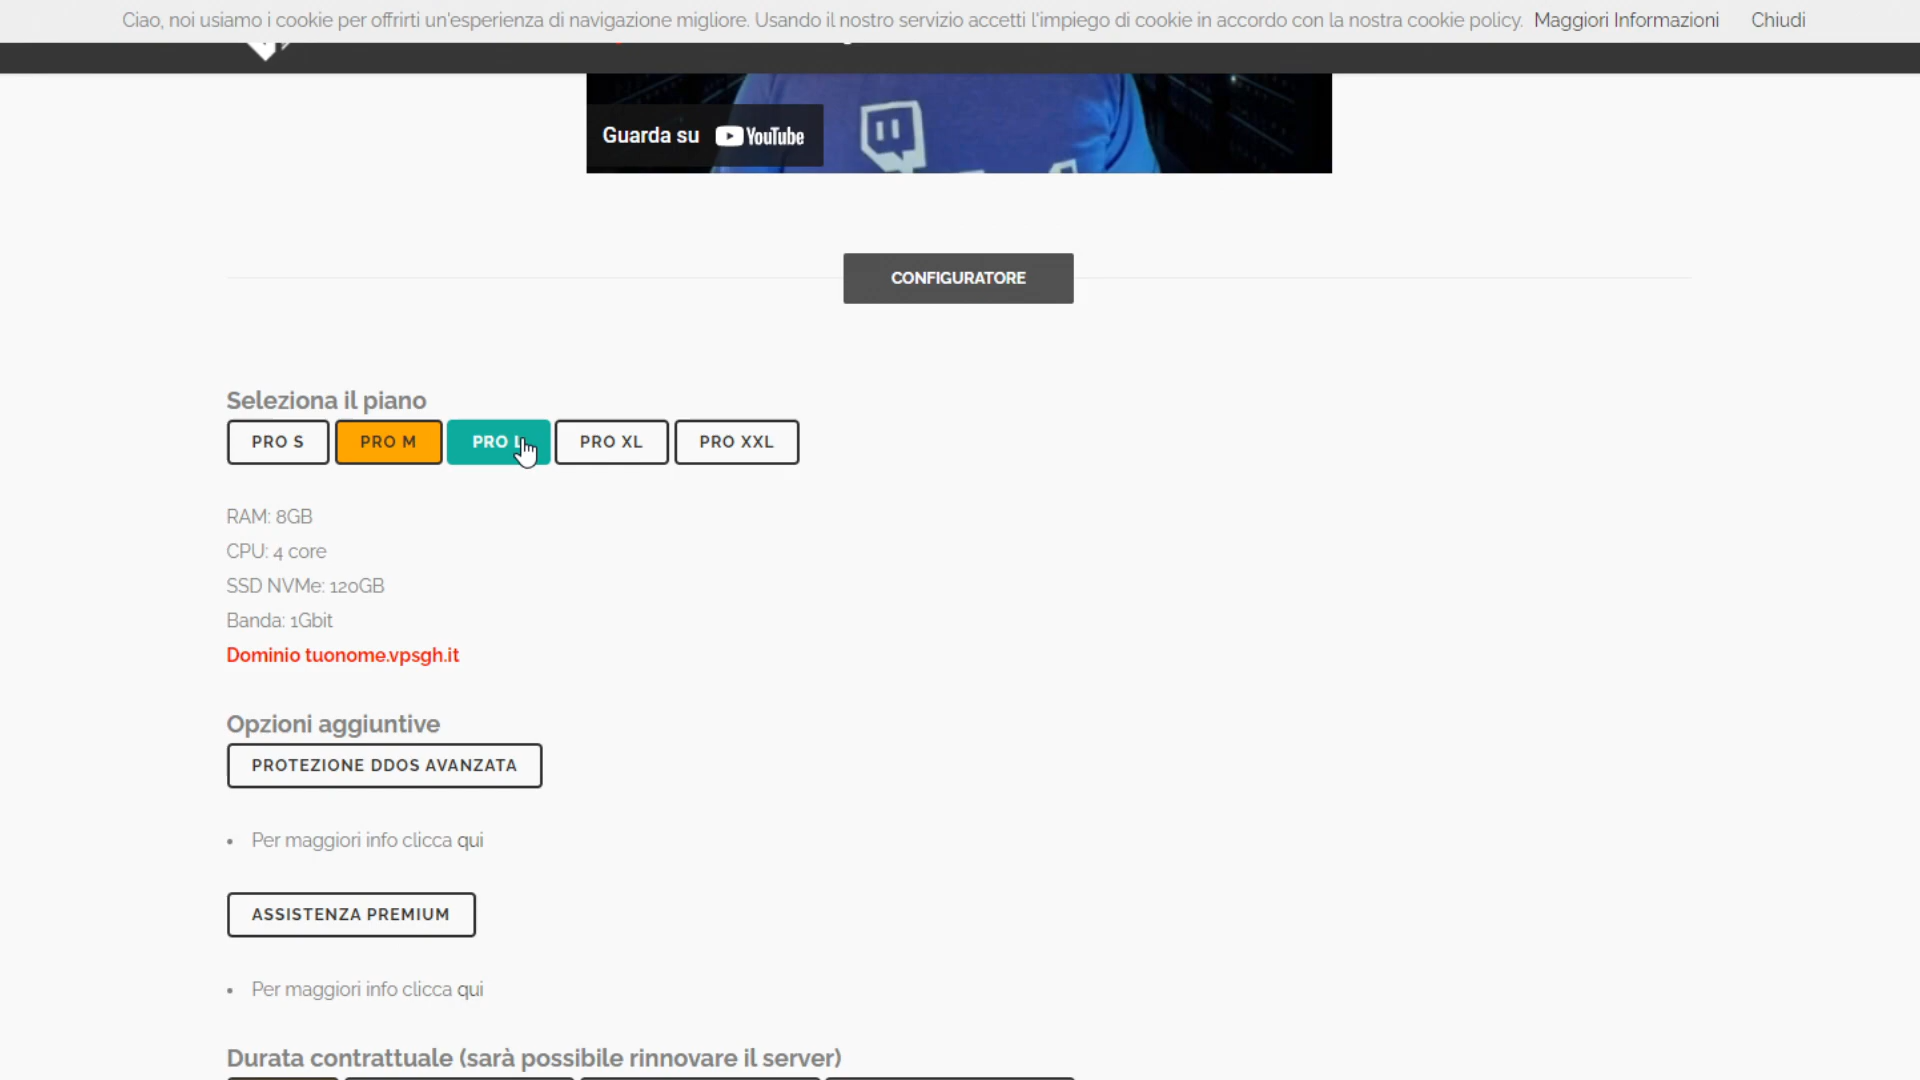 Ciao, noi usiamo i cookie per offrirti un'esperienza di navigazione migliore. Usando il nostro servizio accetti l'impiego di cookie in accordo con la nostra cookie policy. Maggiori Informazioni Chiudi
Guarda su YouTube
CONFIGURATORE
Seleziona il piano
PRO S PRO M PRO L PRO XL PRO XXL
RAM: 8GB
CPU: 4 core
SSD NVMe: 120GB
Banda: 1Gbit
Dominio tuonome.vpsgh.it
Opzioni aggiuntive
PROTEZIONE DDOS AVANZATA
• Per maggiori info clicca qui
ASSISTENZA PREMIUM
• Per maggiori info clicca qui
Durata contrattuale (sarà possibile rinnovare il server)